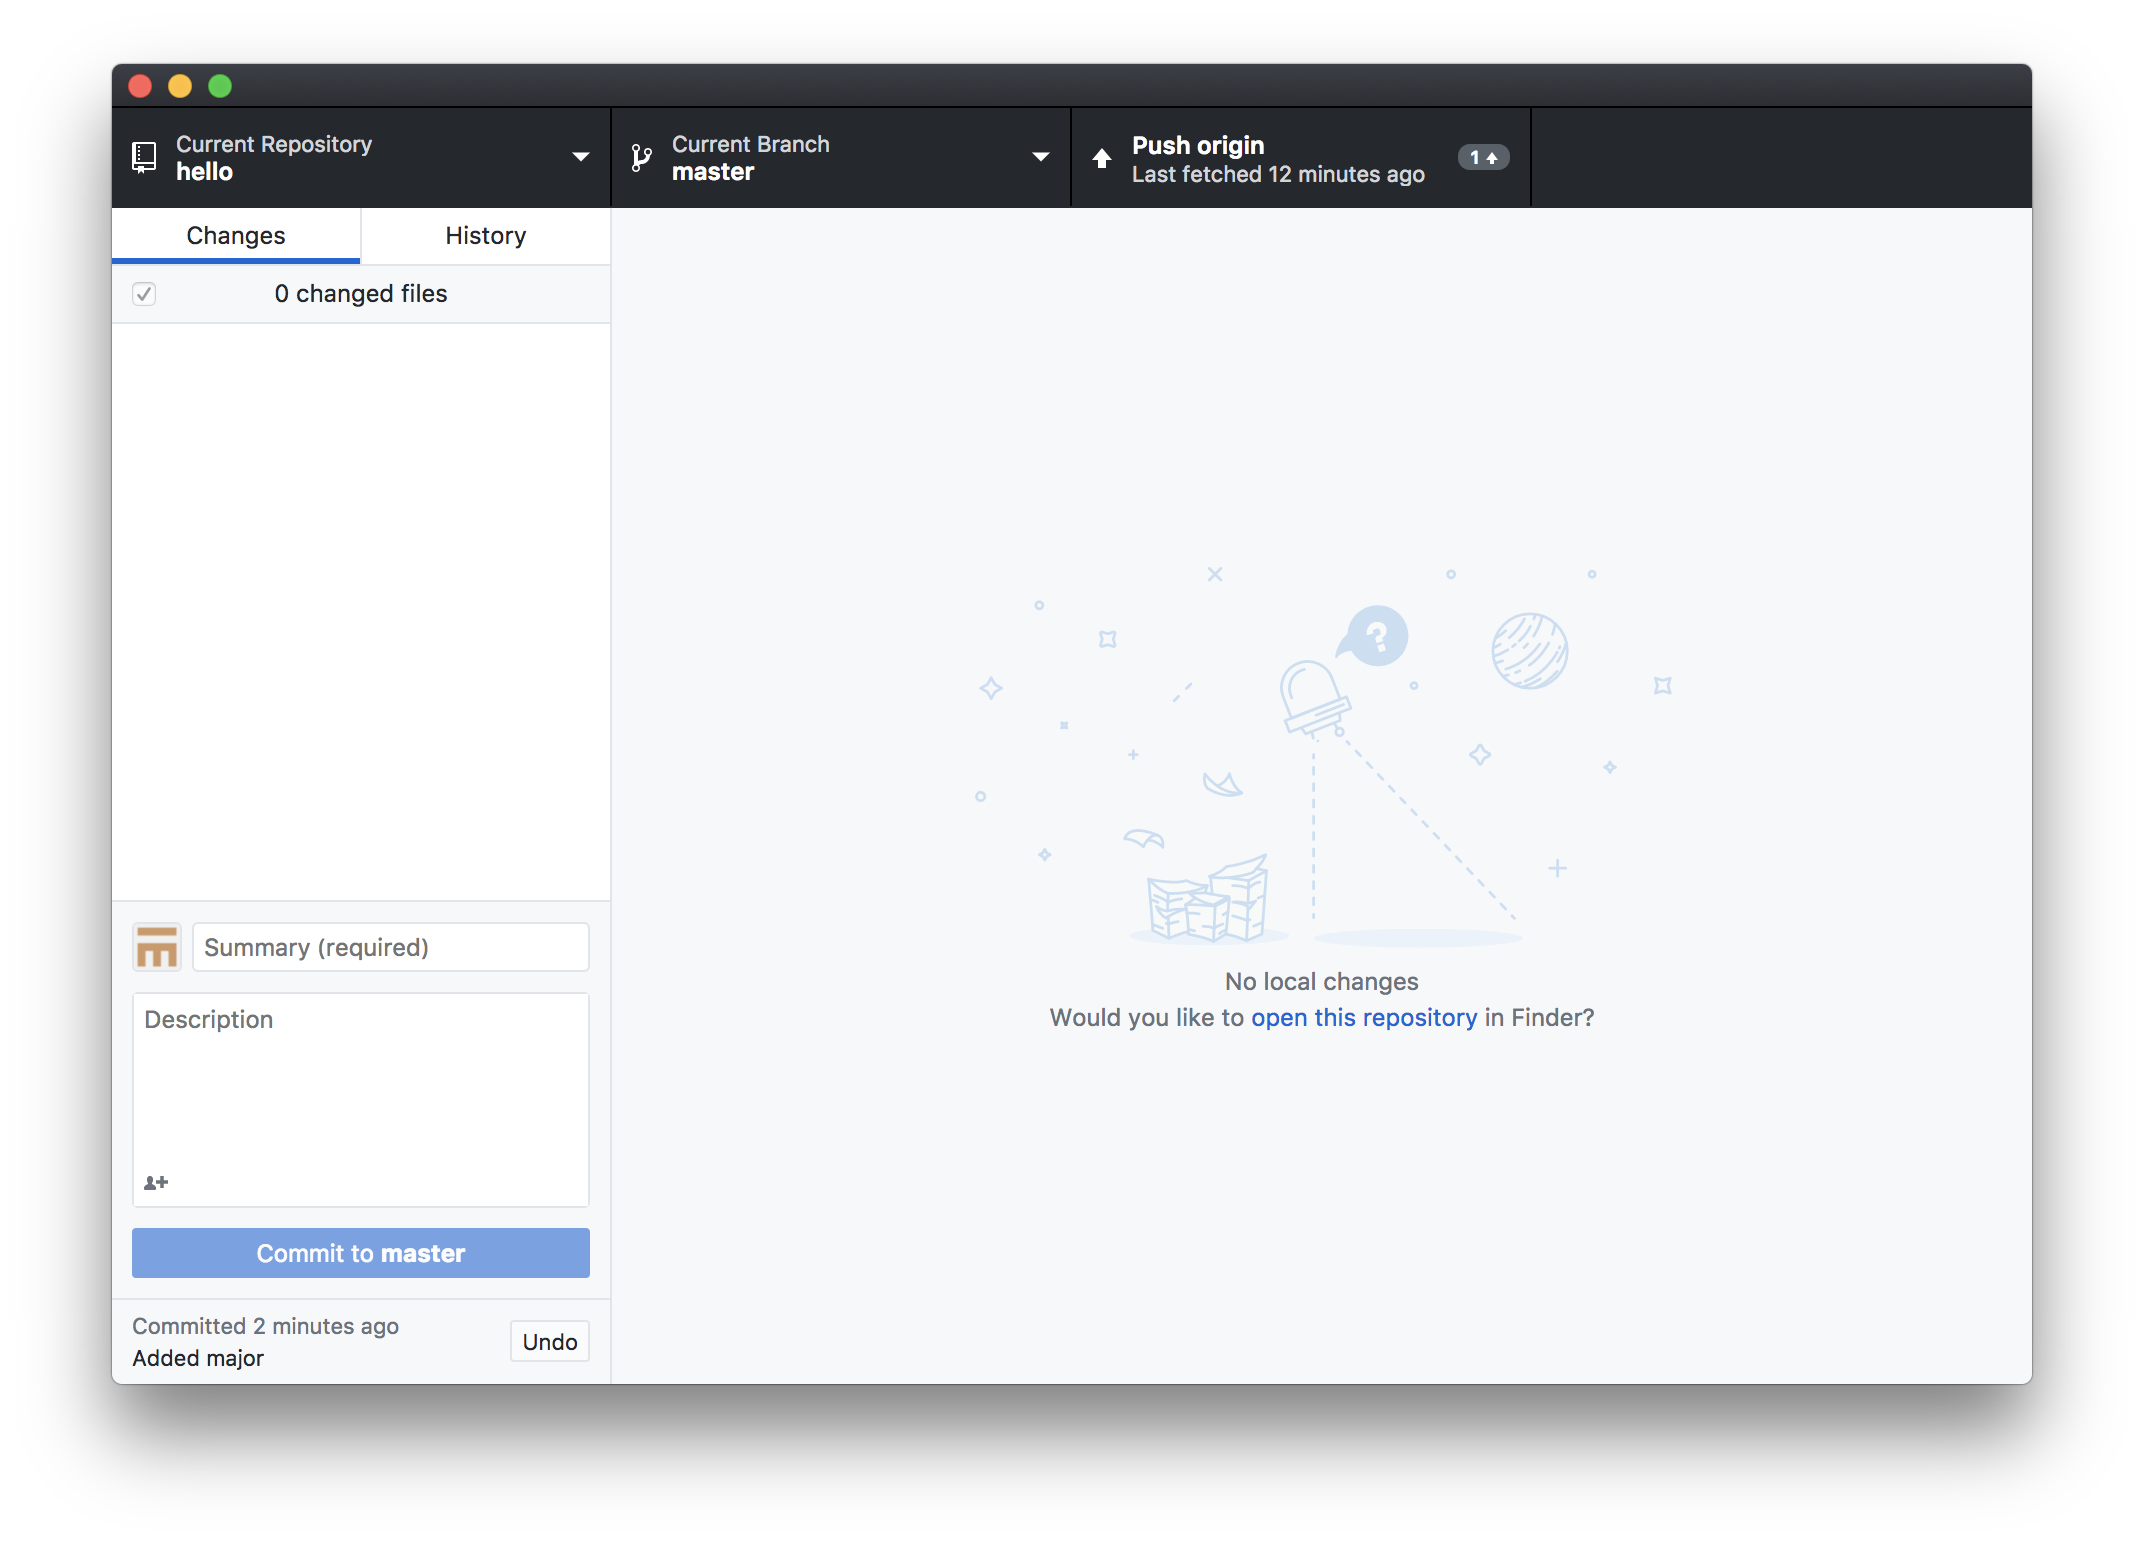 Current Repository
hello
Current Branch
master
Push origin
Last fetched 12 minutes ago
1
Changes
History
0 changed files
?
No local changes
Would you like to open this repository in Finder?
Summary (required)
Description
Commit to master
Committed 2 minutes ago
Added major
Undo